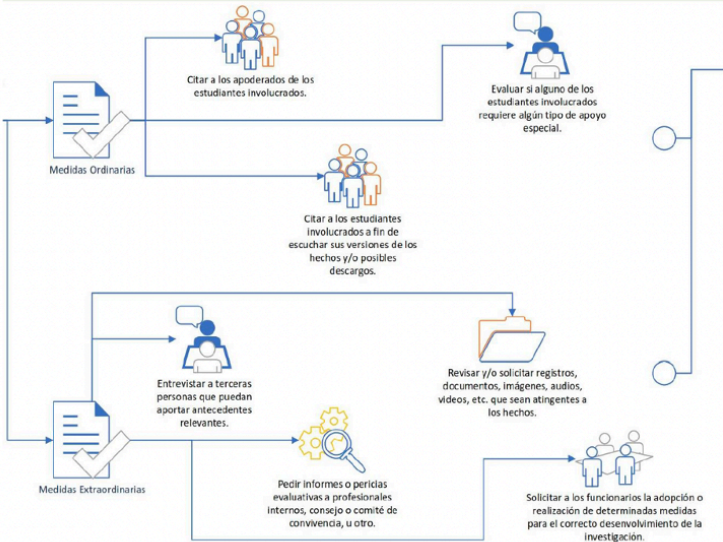 Citar a los apoderados de los
estudiantes involucrados.
Evaluar si alguno de los
estudiantes involucrados
requiere algún tipo de apoyo
especial.
Medidas Ordinarias
Citar a los estudiantes
involucrados a fin de
escuchar sus versiones de los
hechos y/o posibles
descargos.
Entrevistar a terceras
personas que puedan
aportar antecedentes
relevantes.
Revisar y/o solicitar registros,
documentos, imágenes, audios,
videos, etc. que sean atingentes a
los hechos.
Medidas Extraordinarias
Pedir informes o pericias
evaluativas a profesionales
internos, consejo o comité de
convivencia, u otro.
Solicitar a los funcionarios la adopción o
realización de determinadas medidas
para el correcto desenvolvimiento de la
investigación.